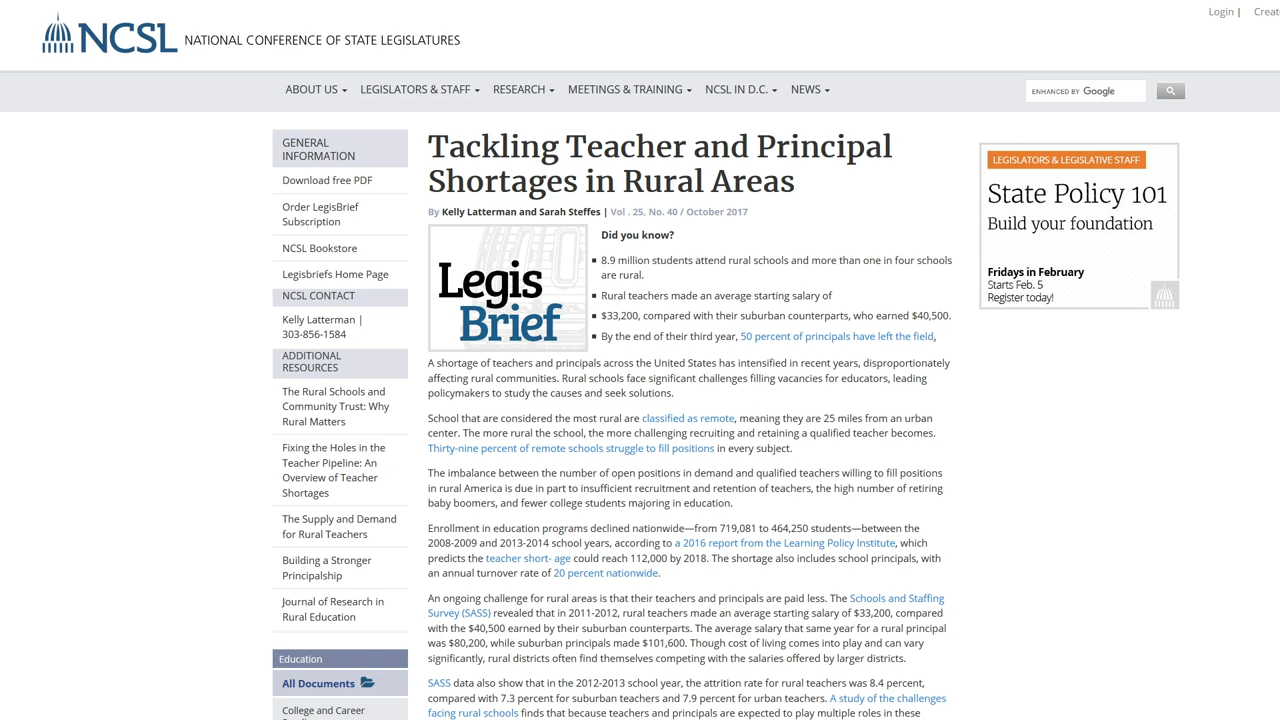 Login |
Creat
NCSL NATIONAL CONFERENCE OF STATE LEGISLATURES
ABOUT US LEGISLATORS & STAFF RESEARCH MEETINGS & TRAINING NCSL IN D.C. NEWS
ENHANCED BY Google
GENERAL
INFORMATION
Download free PDF
Order LegisBrief
Subscription
NCSL Bookstore
Legisbriefs Home Page
NCSL CONTACT
Kelly Latterman |
303-856-1584
ADDITIONAL
RESOURCES
The Rural Schools and
Community Trust: Why
Rural Matters
Fixing the Holes in the
Teacher Pipeline: An
Overview of Teacher
Shortages
The Supply and Demand
for Rural Teachers
Building a Stronger
Principalship
Journal of Research in
Rural Education
Education
All Documents
College and Career
Tackling Teacher and Principal
Shortages in Rural Areas
By Kelly Latterman and Sarah Steffes | Vol . 25, No. 40 / October 2017
Legis
Brief
Did you know?
8.9 million students attend rural schools and more than one in four schools
are rural.
Rural teachers made an average starting salary of
$33,200, compared with their suburban counterparts, who earned $40,500.
By the end of their third year, 50 percent of principals have left the field.
A shortage of teachers and principals across the United States has intensified in recent years, disproportionately
affecting rural communities. Rural schools face significant challenges filling vacancies for educators, leading
policymakers to study the causes and seek solutions.
School that are considered the most rural are classified as remote, meaning they are 25 miles from an urban
center. The more rural the school, the more challenging recruiting and retaining a qualified teacher becomes.
Thirty-nine percent of remote schools struggle to fill positions in every subject.
The imbalance between the number of open positions in demand and qualified teachers willing to fill positions
in rural America is due in part to insufficient recruitment and retention of teachers, the high number of retiring
baby boomers, and fewer college students majoring in education.
Enrollment in education programs declined nationwide—from 719,081 to 464,250 students—between the
2008-2009 and 2013-2014 school years, according to a 2016 report from the Learning Policy Institute, which
predicts the teacher short- age could reach 112,000 by 2018. The shortage also includes school principals, with
an annual turnover rate of 20 percent nationwide.
An ongoing challenge for rural areas is that their teachers and principals are paid less. The Schools and Staffing
Survey (SASS) revealed that in 2011-2012, rural teachers made an average starting salary of $33,200, compared
with the $40,500 earned by their suburban counterparts. The average salary that same year for a rural principal
was $80,200, while suburban principals made $101,600. Though cost of living comes into play and can vary
significantly, rural districts often find themselves competing with the salaries offered by larger districts.
SASS data also show that in the 2012-2013 school year, the attrition rate for rural teachers was 8.4 percent,
compared with 7.3 percent for suburban teachers and 7.9 percent for urban teachers. A study of the challenges
facing rural schools finds that because teachers and principals are expected to play multiple roles in these
LEGISLATORS & LEGISLATIVE STAFF
State Policy 101
Build your foundation
Fridays in February
Starts Feb. 5
Register today!